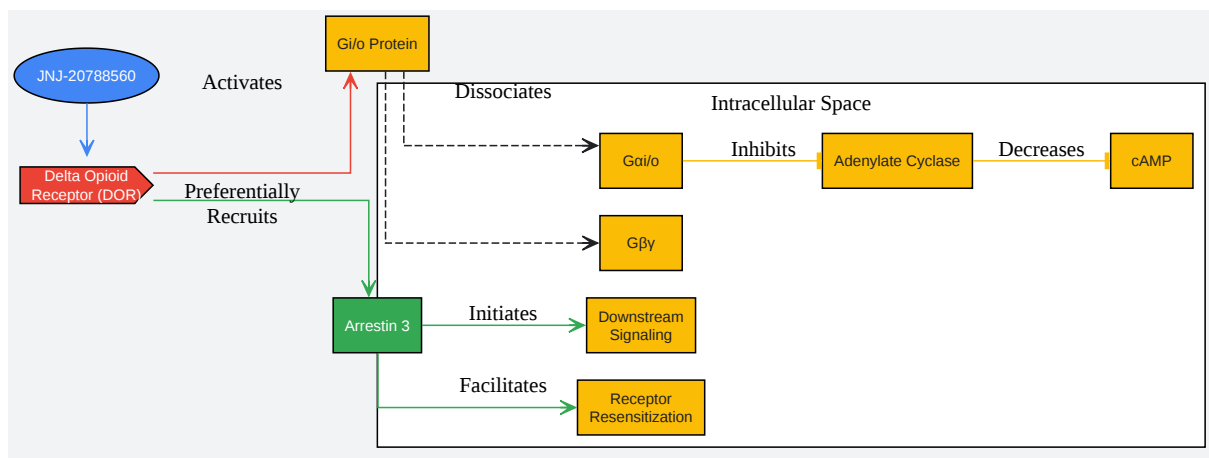 Gi/o Protein
JNJ-20788560
Activates
Dissociates
Intracellular Space
Gαi/o
Inhibits
Adenylate Cyclase
Decreases
cAMP
Delta Opioid
Receptor (DOR)
Preferentially
Recruits
Gβγ
Arrestin 3
Initiates
Downstream
Signaling
Facilitates
Receptor
Resensitization